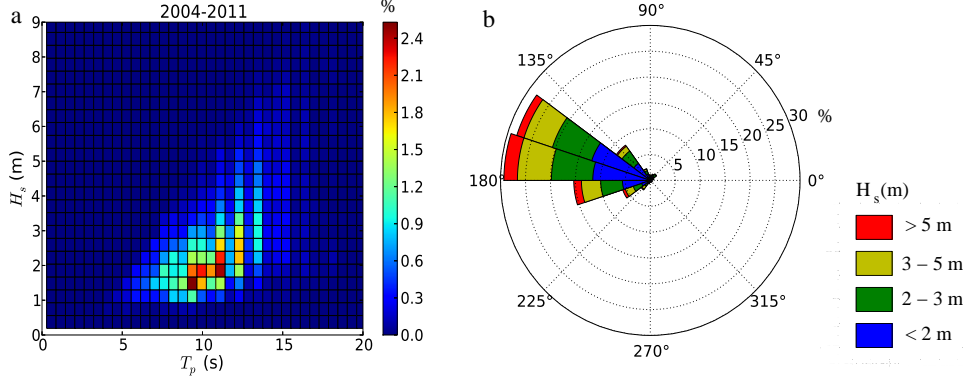 a
2004-2011
%
9
8
7
6
5
4
3
2
1
0
H_s (m)
0 5 10 15 20
T_p (s)
2.4
2.1
1.8
1.5
1.2
0.9
0.6
0.3
0.0
b
90°
135° 45°
180° 0°
225° 315°
270°
5 10 15 20 25 30 %
H_s(m)
> 5 m
3 – 5 m
2 – 3 m
< 2 m